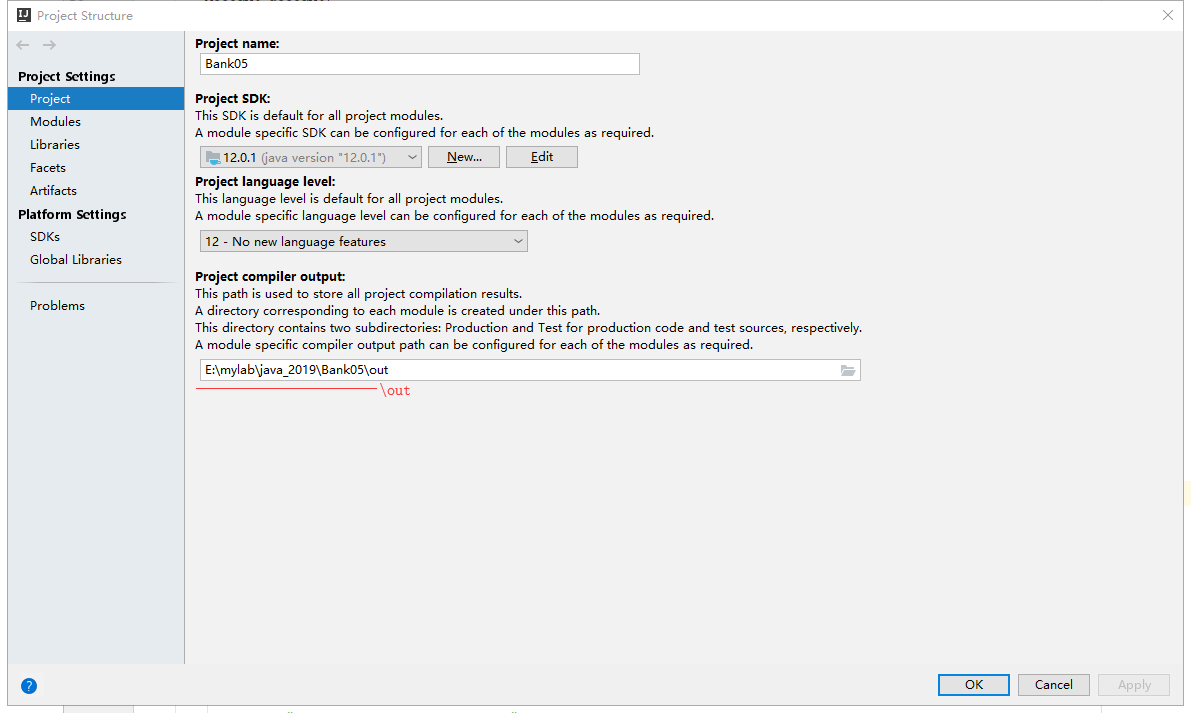 Project Structure
Project Settings
Project
Modules
Libraries
Facets
Artifacts
Platform Settings
SDKs
Global Libraries
Problems
Project name:
Bank05
Project SDK:
This SDK is default for all project modules.
A module specific SDK can be configured for each of the modules as required.
12.0.1 (java version "12.0.1")
New...
Edit
Project language level:
This language level is default for all project modules.
A module specific language level can be configured for each of the modules as required.
12 - No new language features
Project compiler output:
This path is used to store all project compilation results.
A directory corresponding to each module is created under this path.
This directory contains two subdirectories: Production and Test for production code and test sources, respectively.
A module specific compiler output path can be configured for each of the modules as required.
E:\mylab\java_2019\Bank05\out
\out
?
OK
Cancel
Apply